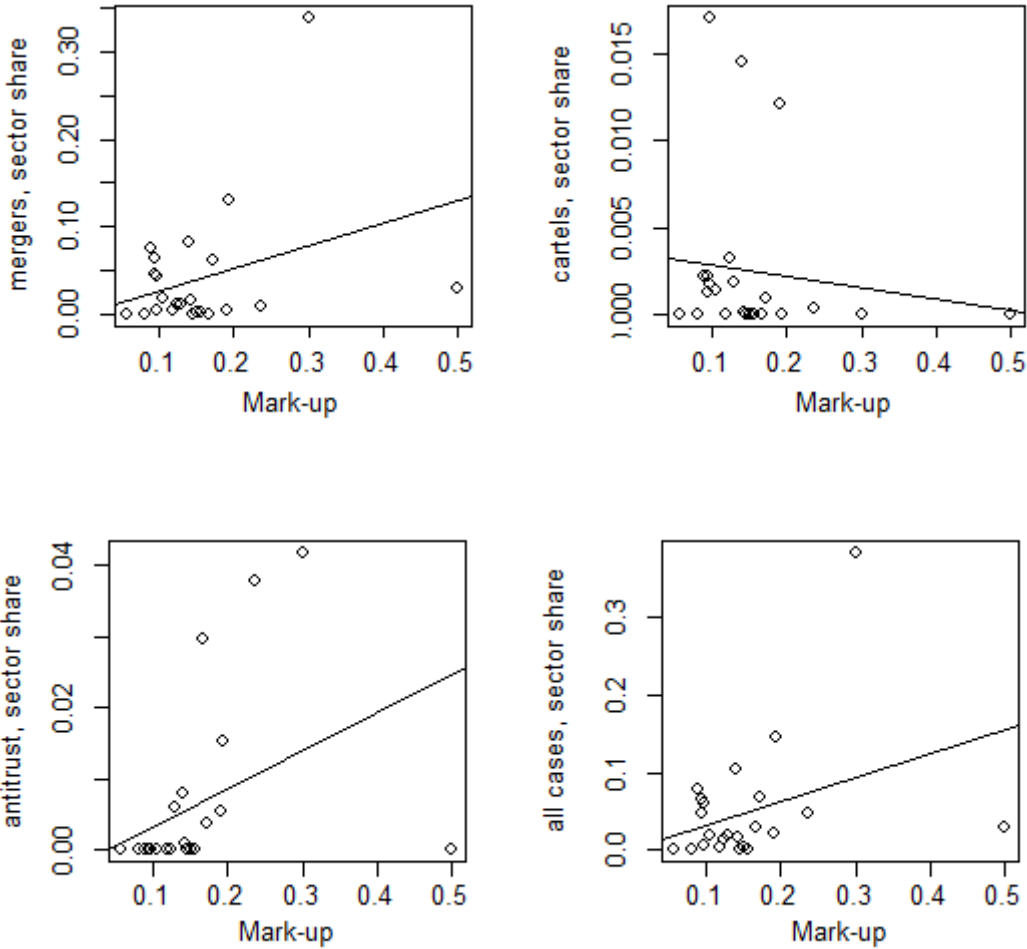 mergers, sector share
0.30
0.20
0.10
0.00
0.1 0.2 0.3 0.4 0.5
Mark-up
cartels, sector share
0.015
0.010
0.005
).000
0.1 0.2 0.3 0.4 0.5
Mark-up
antitrust, sector share
0.04
0.02
0.00
0.1 0.2 0.3 0.4 0.5
Mark-up
all cases, sector share
0.3
0.2
0.1
0.0
0.1 0.2 0.3 0.4 0.5
Mark-up